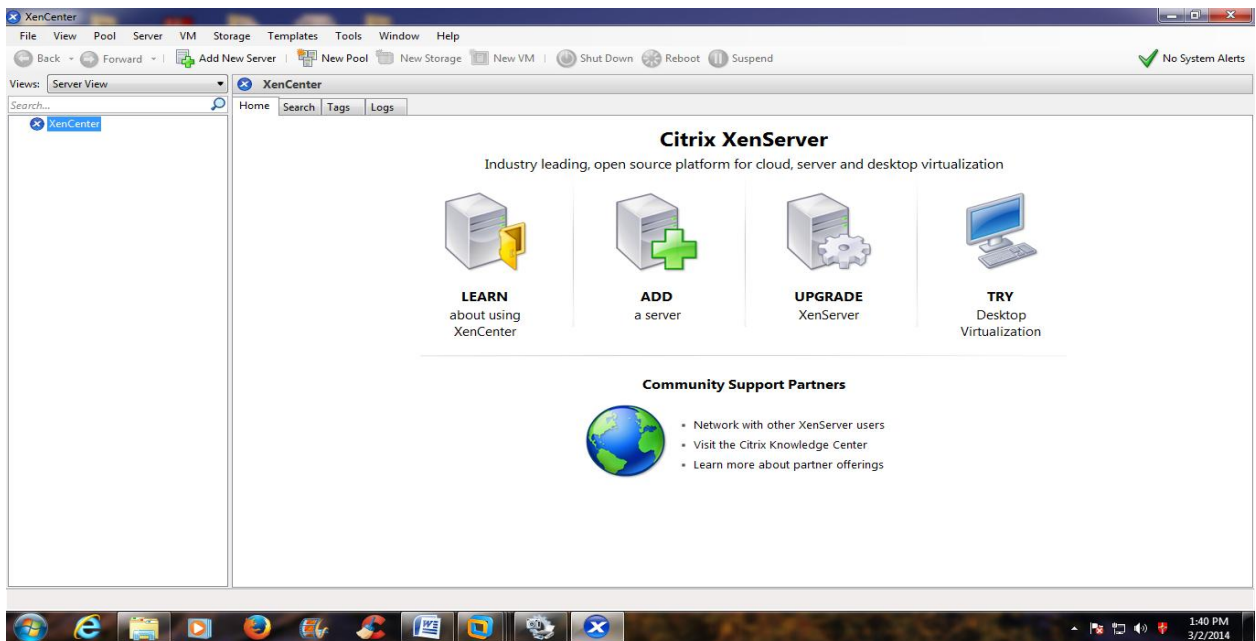 XenCenter
File View Pool Server VM Storage Templates Tools Window Help
Back Forward Add New Server New Pool New Storage New VM Shut Down Reboot Suspend No System Alerts
Views: Server View XenCenter
Search... Home Search Tags Logs
XenCenter
Citrix XenServer
Industry leading, open source platform for cloud, server and desktop virtualization
LEARN
about using
XenCenter
ADD
a server
UPGRADE
XenServer
TRY
Desktop
Virtualization
Community Support Partners
Network with other XenServer users
Visit the Citrix Knowledge Center
Learn more about partner offerings
1:40 PM
3/2/2014